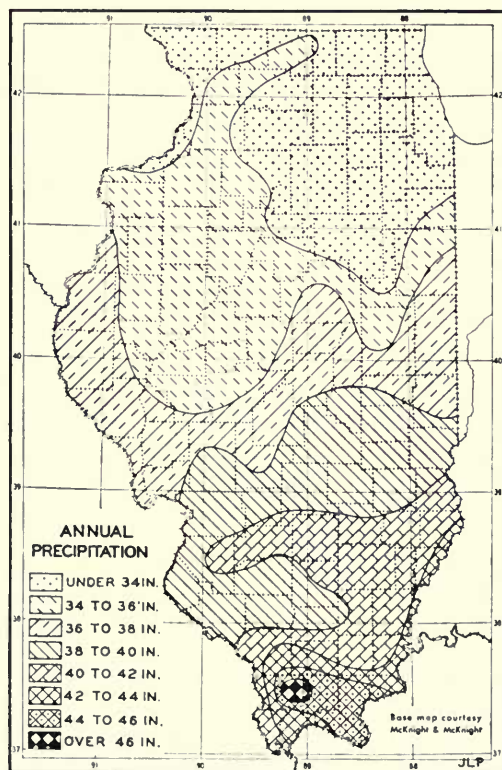 91 90 89 88
42 42
41 41
40 40
39 39
38 38
37 37
91 90 89 88
ANNUAL
PRECIPITATION
UNDER 34 IN.
34 TO 36 IN.
36 TO 38 IN.
38 TO 40 IN.
40 TO 42 IN.
42 TO 44 IN.
44 TO 46 IN.
OVER 46 IN.
Base map courtesy
McKnight & McKnight
JLP